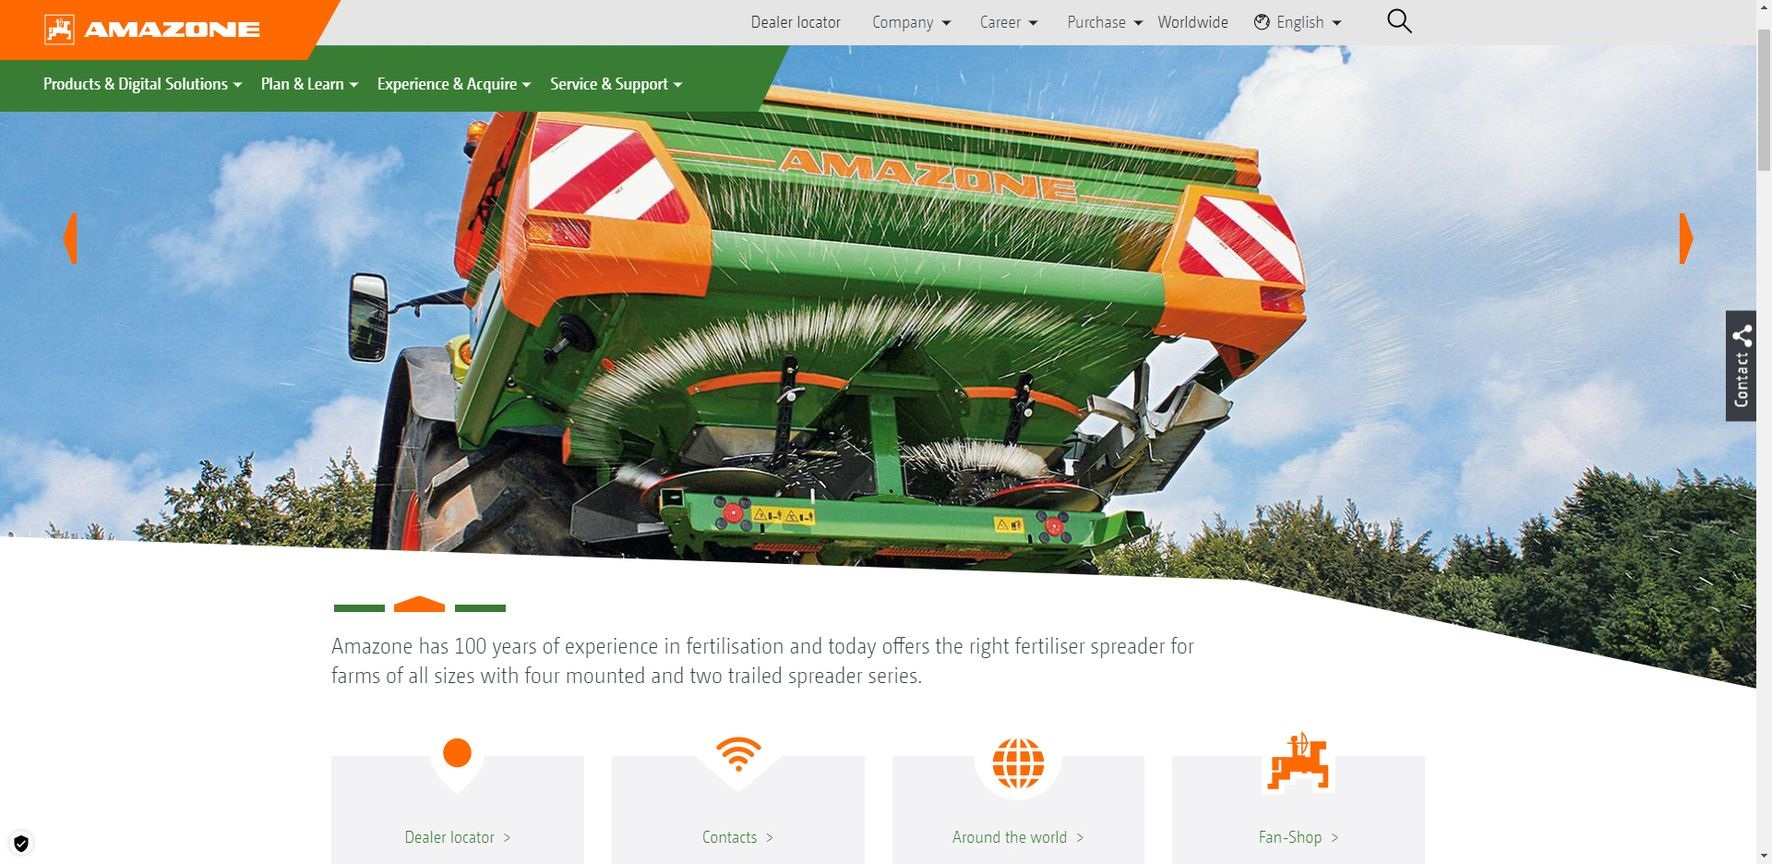 AMAZONE
Dealer locator Company Career Purchase Worldwide English
Products & Digital Solutions Plan & Learn Experience & Acquire Service & Support
AMAZONE
Contact
Amazone has 100 years of experience in fertilisation and today offers the right fertiliser spreader for
farms of all sizes with four mounted and two trailed spreader series.
Dealer locator >
Contacts >
Around the world >
Fan-Shop >